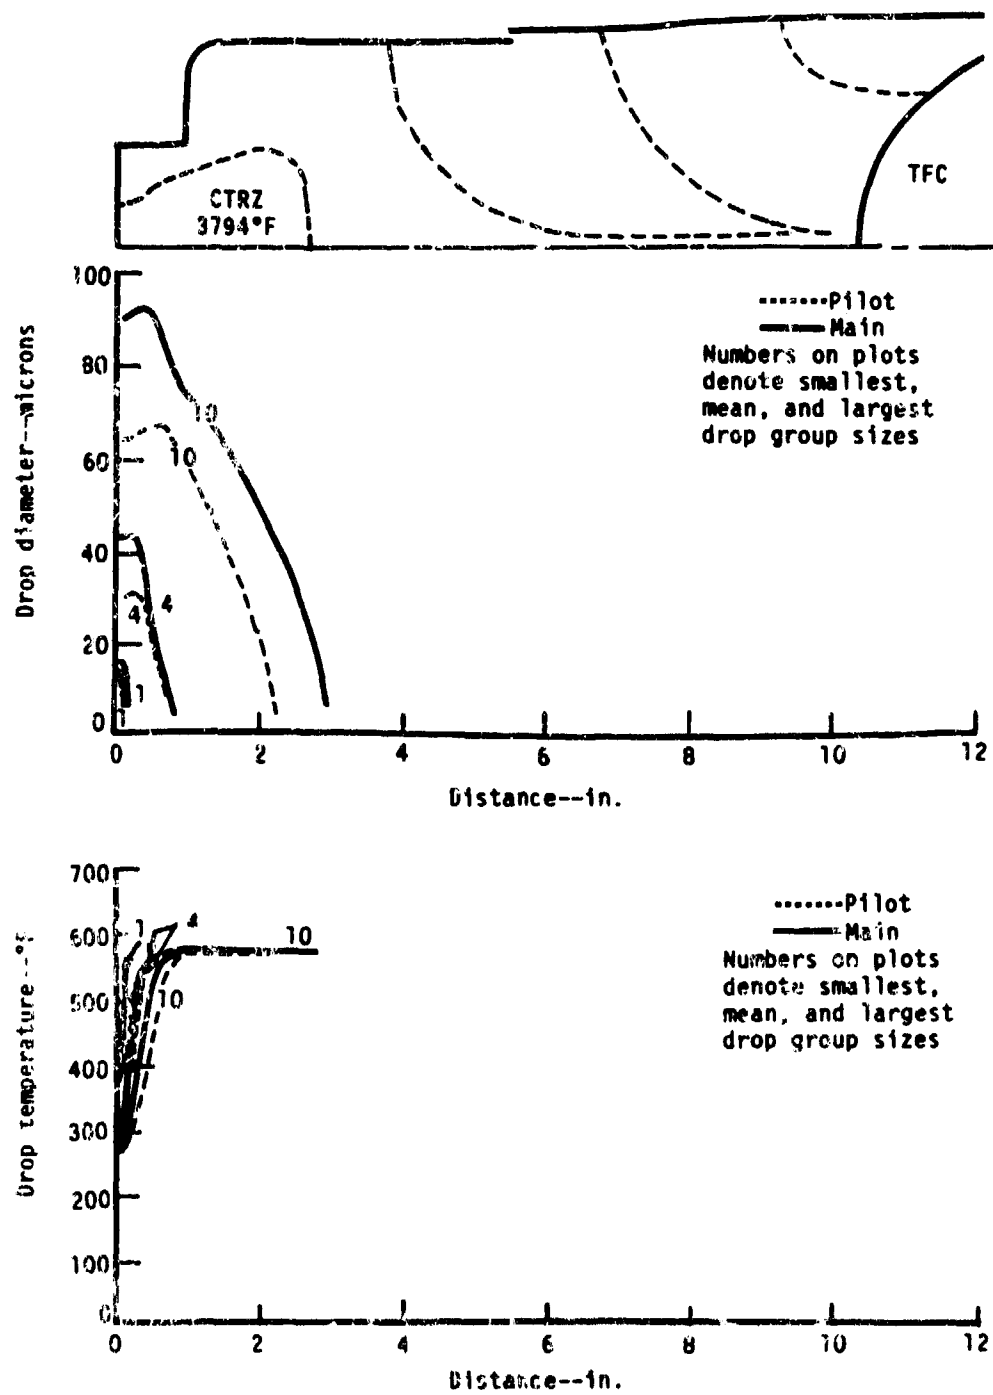 CTRZ
3794°F
TFC
100
80
60
40
20
0
Drop diameter--microns
Pilot
Main
Numbers on plots
denote smallest,
mean, and largest
drop group sizes
10
10
4
4
1
0 2 4 6 8 10 12
Distance--in.
700
600
500
400
300
200
100
0
Drop temperature--°F
Pilot
Main
Numbers on plots
denote smallest,
mean, and largest
drop group sizes
1
4
10
10
0 2 4 6 8 10 12
Distance--in.